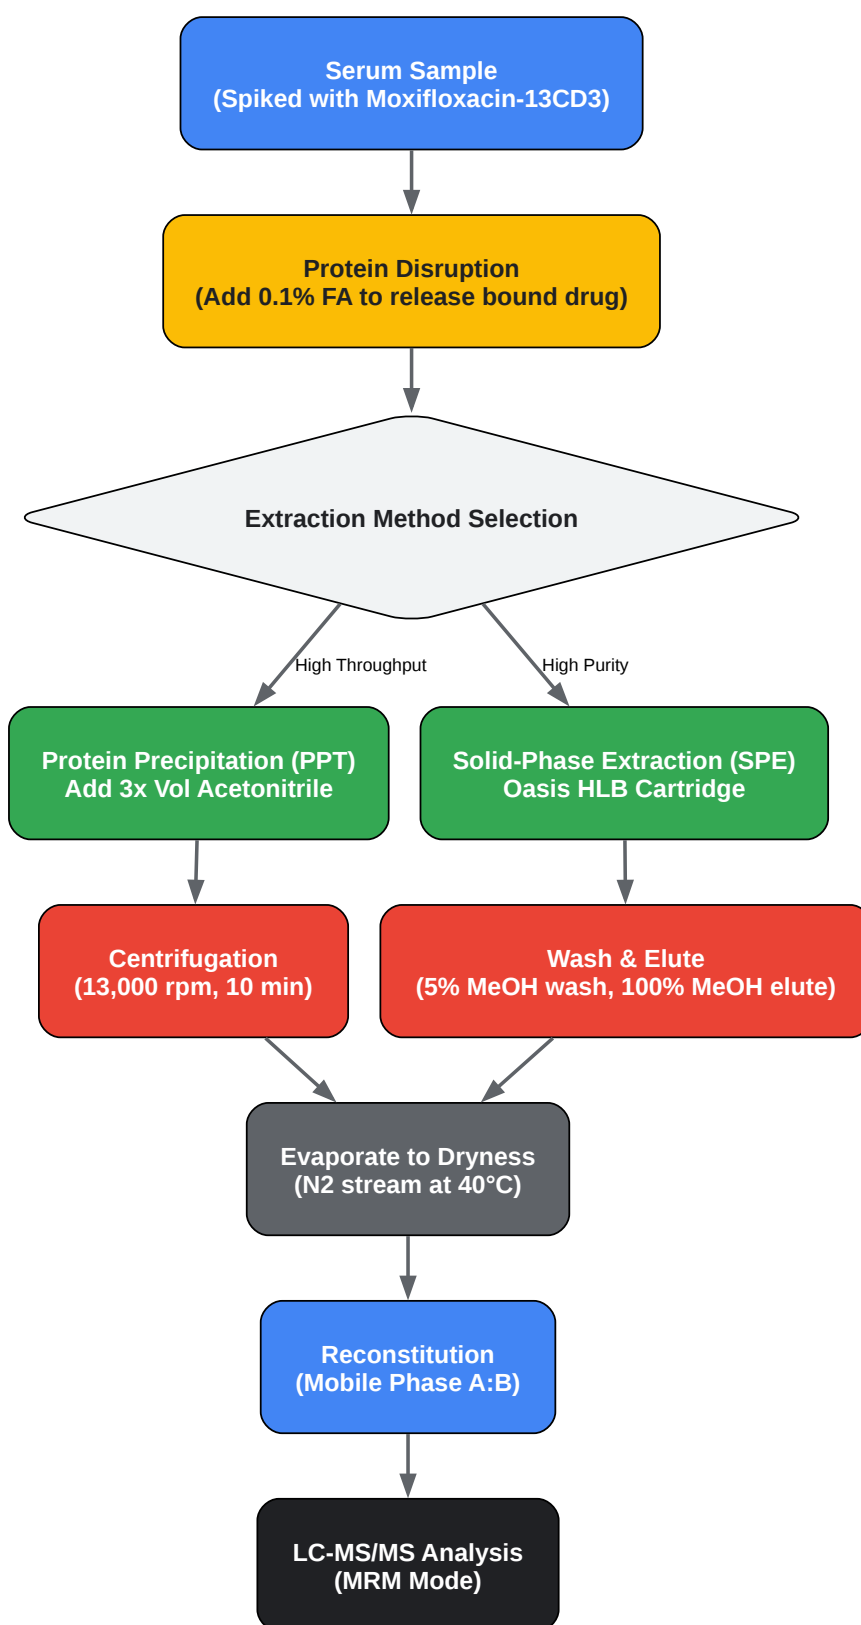 Serum Sample
(Spiked with Moxifloxacin-13CD3)
Protein Disruption
(Add 0.1% FA to release bound drug)
Extraction Method Selection
High Throughput
High Purity
Protein Precipitation (PPT)
Add 3x Vol Acetonitrile
Solid-Phase Extraction (SPE)
Oasis HLB Cartridge
Centrifugation
(13,000 rpm, 10 min)
Wash & Elute
(5% MeOH wash, 100% MeOH elute)
Evaporate to Dryness
(N2 stream at 40°C)
Reconstitution
(Mobile Phase A:B)
LC-MS/MS Analysis
(MRM Mode)